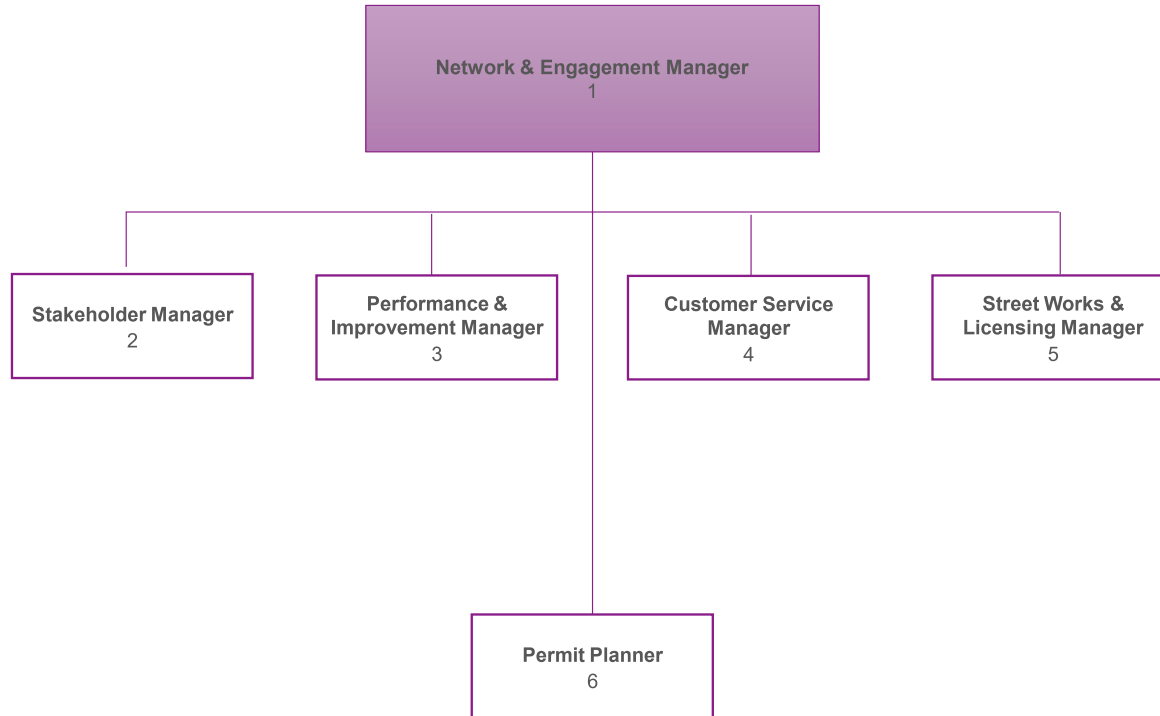 Network & Engagement Manager
1
Stakeholder Manager
2
Performance &
Improvement Manager
3
Customer Service
Manager
4
Street Works &
Licensing Manager
5
Permit Planner
6